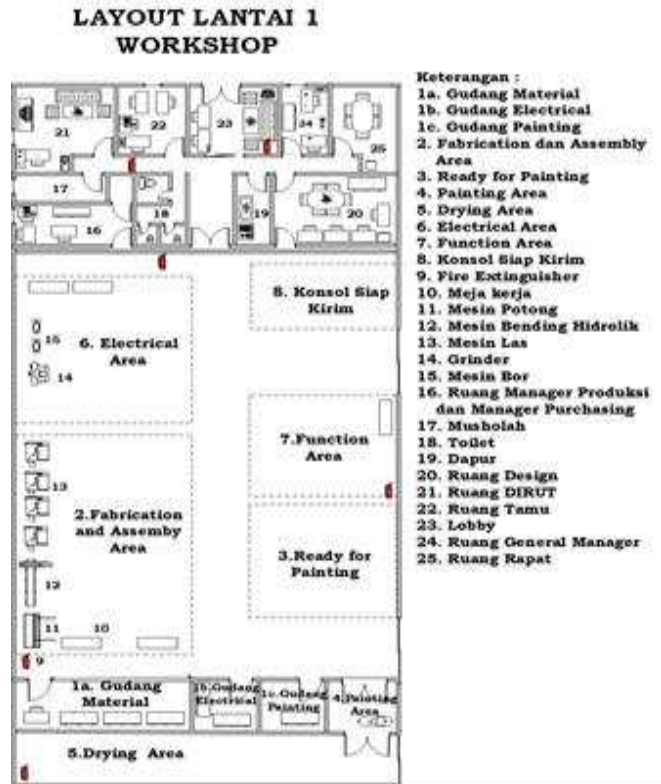 LAYOUT LANTAI 1
WORKSHOP
21
22
23
24
25
17
18
19
20
16
8. Konsol Siap
Kirim
15
6. Electrical
Area
14
7.Function
Area
13
2.Fabrication
and Assemby
Area
3.Ready for
Painting
12
11
10
9
1a. Gudang
Material
1b.Gudang
Electrical
1c.Gudang
Painting
4.Painting
Area
5.Drying Area
Keterangan :
1a. Gudang Material
1b. Gudang Electrical
1c. Gudang Painting
2. Fabrication dan Assembly
Area
3. Ready for Painting
4. Painting Area
5. Drying Area
6. Electrical Area
7. Function Area
8. Konsol Siap Kirim
9. Fire Extinguisher
10. Meja kerja
11. Mesin Potong
12. Mesin Bending Hidrolik
13. Mesin Las
14. Grinder
15. Mesin Bor
16. Ruang Manager Produksi
dan Manager Purchasing
17. Musholah
18. Toilet
19. Dapur
20. Ruang Design
21. Ruang DIRUT
22. Ruang Tamu
23. Lobby
24. Ruang General Manager
25. Ruang Rapat